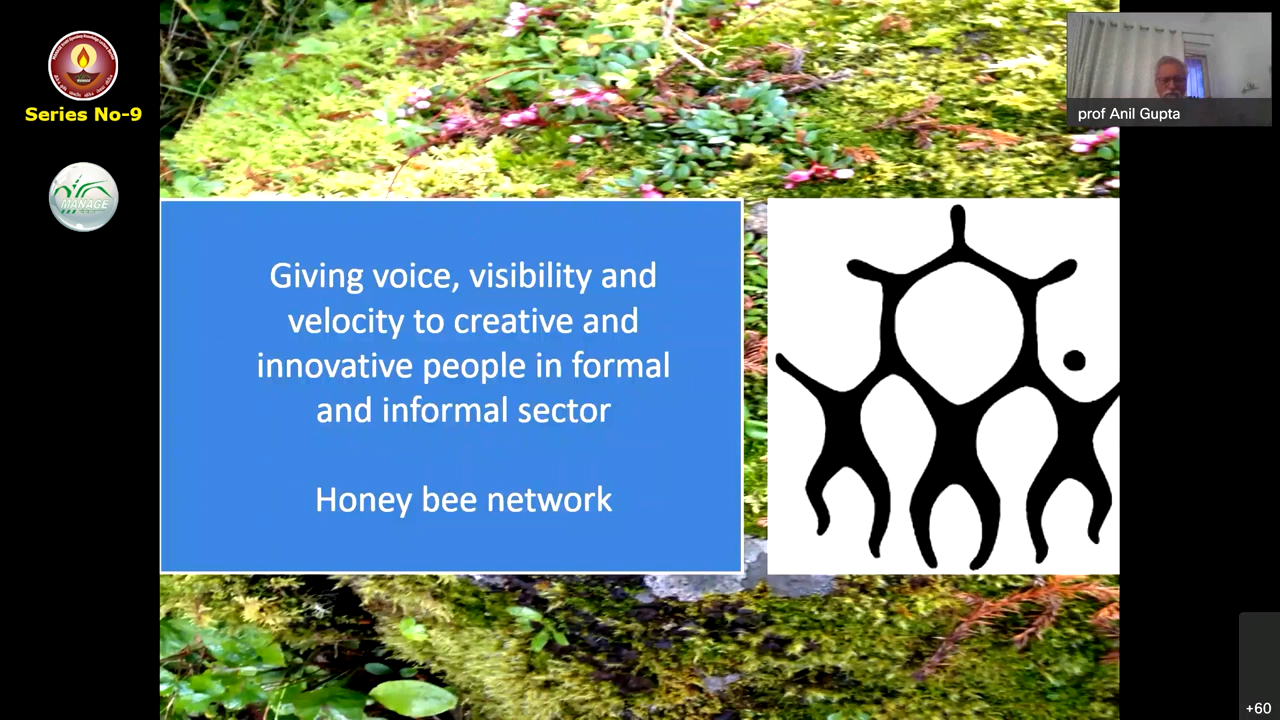 Series No-9
MANAGE
prof Anil Gupta
Giving voice, visibility and
velocity to creative and
innovative people in formal
and informal sector
Honey bee network
+60